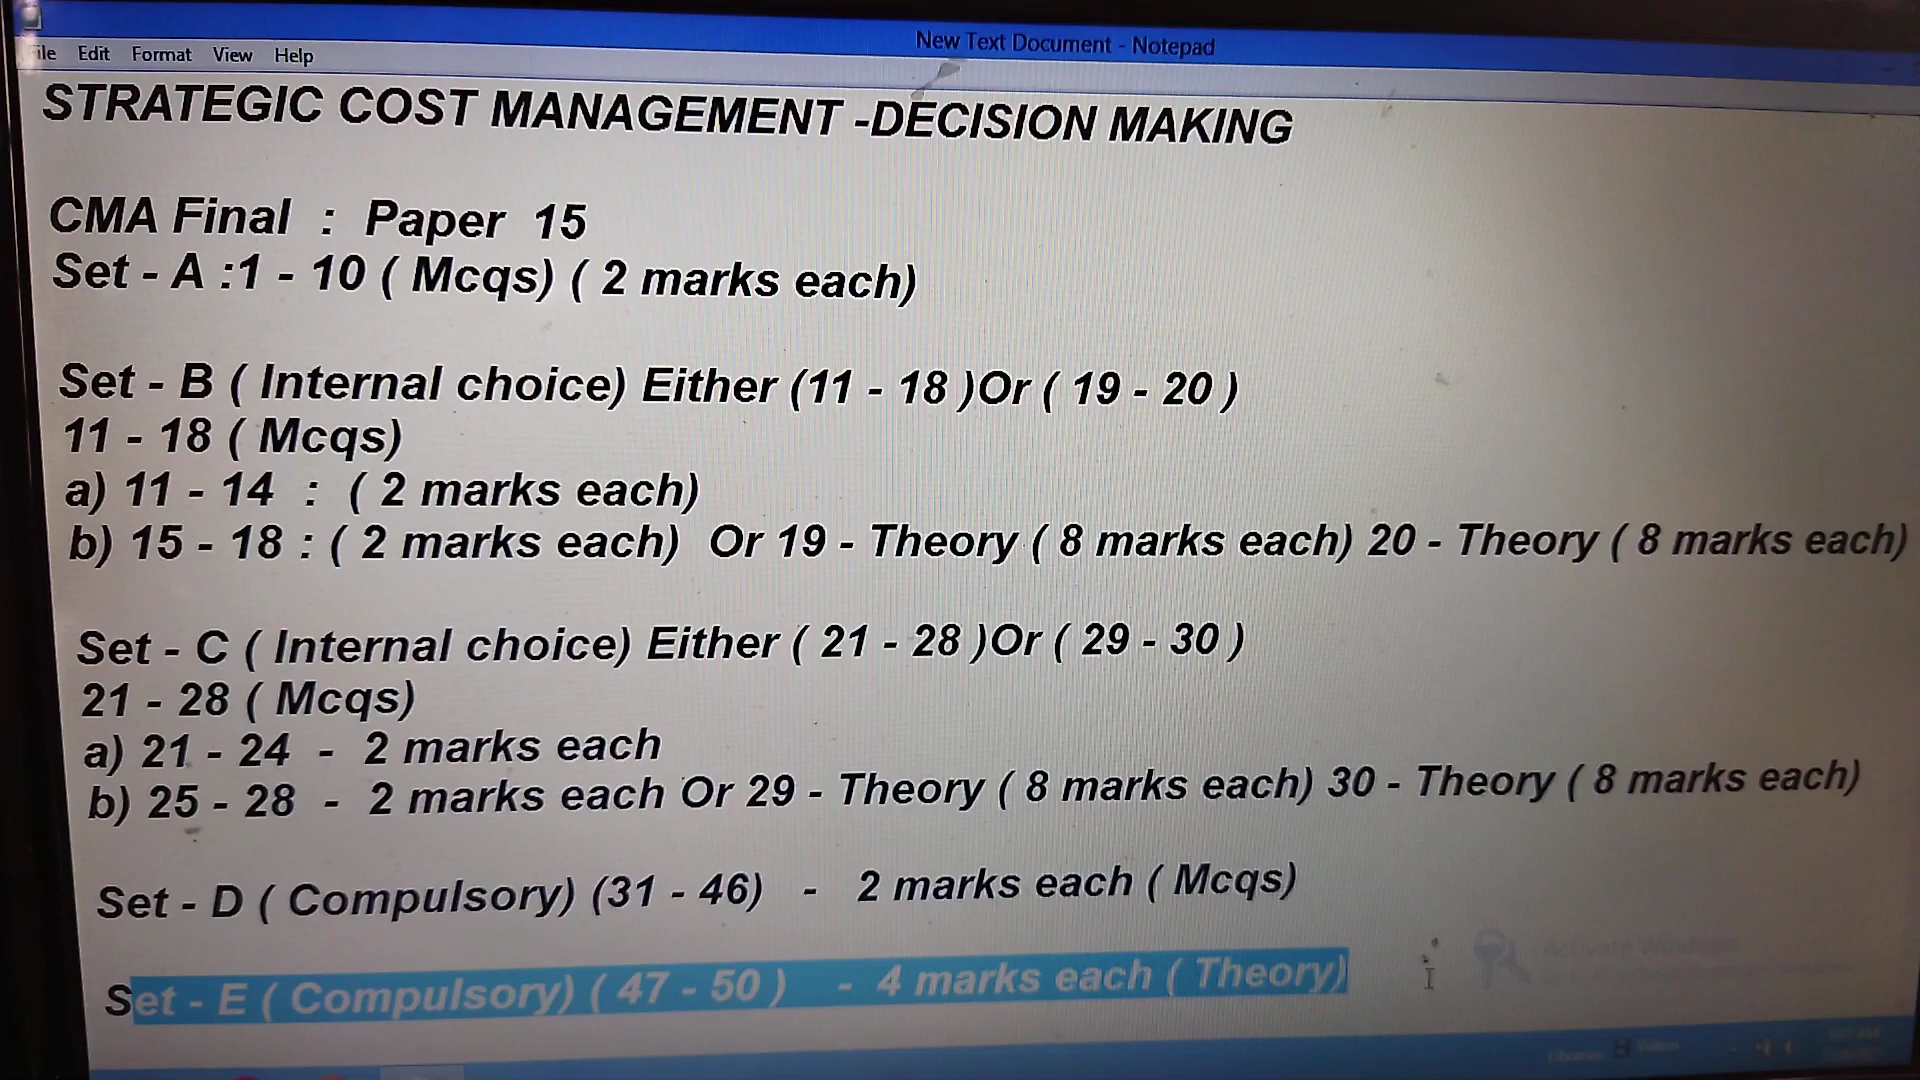 New Text Document - Notepad
File Edit Format View Help
STRATEGIC COST MANAGEMENT -DECISION MAKING
CMA Final : Paper 15
Set - A :1 - 10 ( Mcqs) ( 2 marks each)
Set - B ( Internal choice) Either (11 - 18 )Or ( 19 - 20 )
11 - 18 ( Mcqs)
a) 11 - 14 : ( 2 marks each)
b) 15 - 18 : ( 2 marks each) Or 19 - Theory ( 8 marks each) 20 - Theory ( 8 marks each)
Set - C ( Internal choice) Either ( 21 - 28 )Or ( 29 - 30 )
21 - 28 ( Mcqs)
a) 21 - 24 - 2 marks each
b) 25 - 28 - 2 marks each Or 29 - Theory ( 8 marks each) 30 - Theory ( 8 marks each)
Set - D ( Compulsory) (31 - 46) - 2 marks each ( Mcqs)
Set - E ( Compulsory) ( 47 - 50 ) - 4 marks each ( Theory)
Activate Windows
Libraries Videos